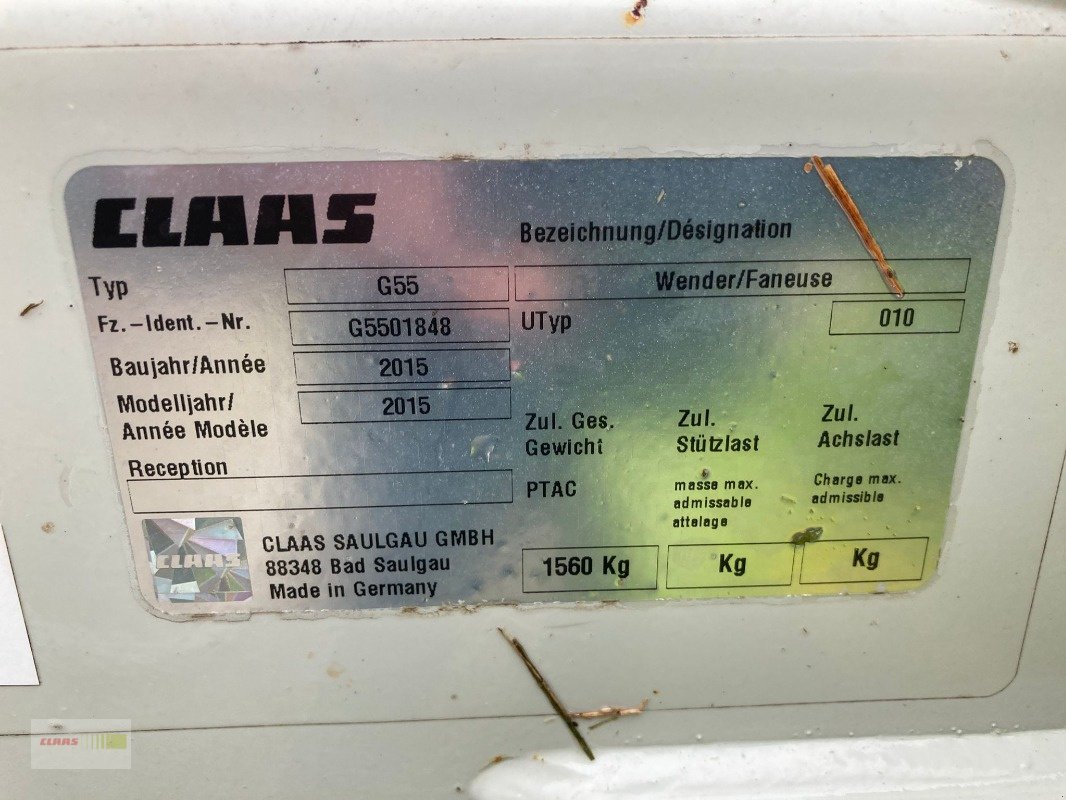 CLAAS
Bezeichnung/Désignation
Typ G55 Wender/Faneuse
Fz.-Ident.-Nr. G5501848 UTyp 010
Baujahr/Année 2015
Modelljahr/ 2015
Année Modèle
Zul. Ges. Zul. Zul.
Gewicht Stützlast Achslast
Reception
PTAC masse max. Charge max.
admissable admissible
attelage
CLAAS
CLAAS SAULGAU GMBH
88348 Bad Saulgau
Made in Germany
1560 Kg Kg Kg
CLAAS